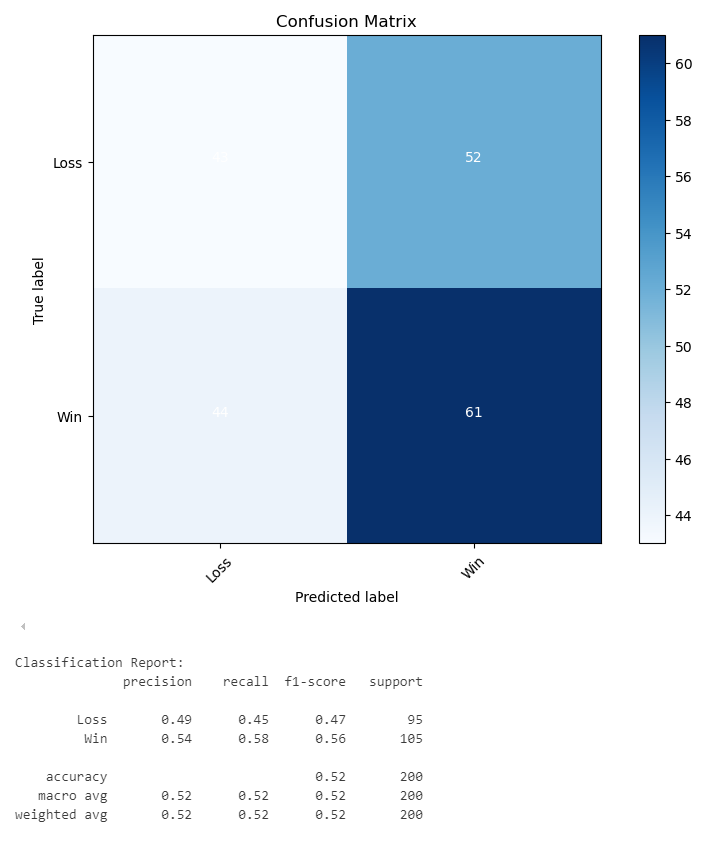 Confusion Matrix
Loss
52
Win
44
61
True label
Loss
Win
Predicted label
60
58
56
54
52
50
48
46
44
Classification Report:
precision recall f1-score support
Loss 0.49 0.45 0.47 95
Win 0.54 0.58 0.56 105
accuracy 0.52 200
macro avg 0.52 0.52 0.52 200
weighted avg 0.52 0.52 0.52 200